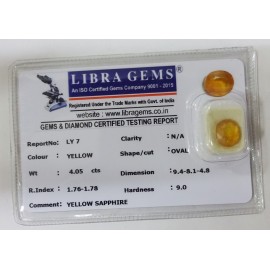 LIBRA GEMS
An ISO Certified Gems Company 9001 - 2015
Registered Under the Trade Marks with Govt. of India
website : www.libragems.co.in
GEMS & DIAMOND CERTIFIED TESTING REPORT
ReportNo: LY 7 Clarity : N/A
Colour : YELLOW Shape/cut : OVAL
Wt : 4.05 cts Dimension : 9.4-8.1-4.8
R.Index : 1.76-1.78 Hardness : 9.0
Comment : YELLOW SAPPHIRE